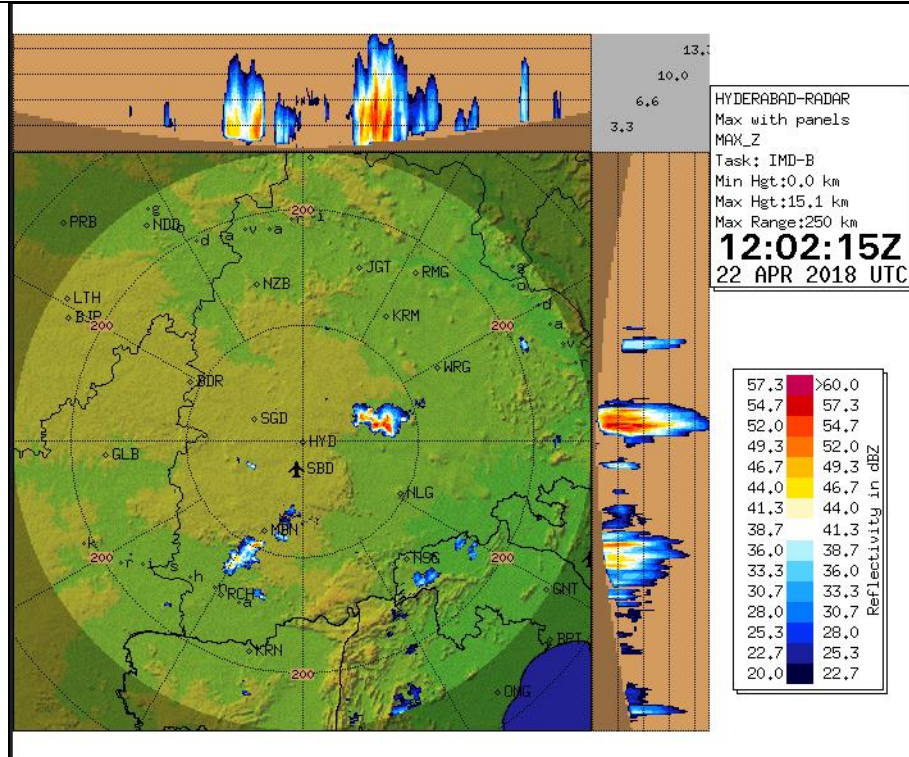 13.
10.0
6.6
3.3
HYDERABAD-RADAR
Max with panels
MAX_Z
Task: IMD-B
Min Hgt:0.0 km
Max Hgt:15.1 km
Max Range:250 km
12:02:15Z
22 APR 2018 UTC
PRB
g
NDD
o
d
a
v
a
r
i
200
JGT
RMG
NZB
g
o
d
a
v
r
LTH
BJP
200
KRM
200
WRG
BDR
SGD
HYD
GLB
SBD
NLG
MBN
k
r
i
s
h
n
a
200
RCH
NSG
200
GNT
KRN
BPT
200
OMG
57.3 >60.0
54.7 57.3
52.0 54.7
49.3 52.0
46.7 49.3
44.0 46.7
41.3 44.0
38.7 41.3
36.0 38.7
33.3 36.0
30.7 33.3
28.0 30.7
25.3 28.0
22.7 25.3
20.0 22.7
Reflectivity in dBZ